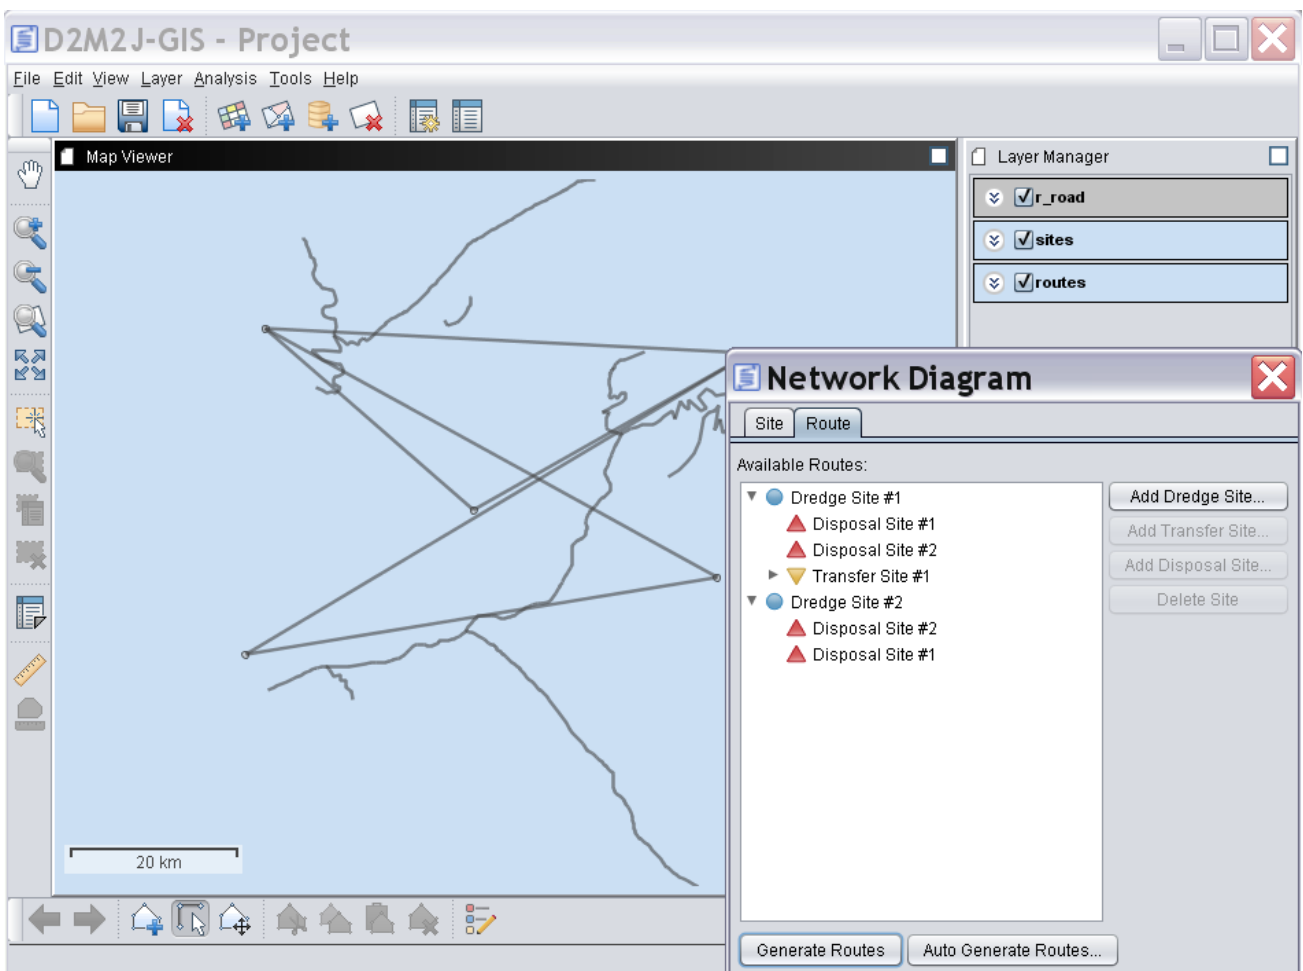 D2M2 J-GIS - Project
File Edit View Layer Analysis Tools Help
Map Viewer
Layer Manager
r_road
sites
routes
Network Diagram
Site Route
Available Routes:
Dredge Site #1
Disposal Site #1
Disposal Site #2
Transfer Site #1
Dredge Site #2
Disposal Site #2
Disposal Site #1
Add Dredge Site...
Add Transfer Site...
Add Disposal Site...
Delete Site
20 km
Generate Routes Auto Generate Routes...